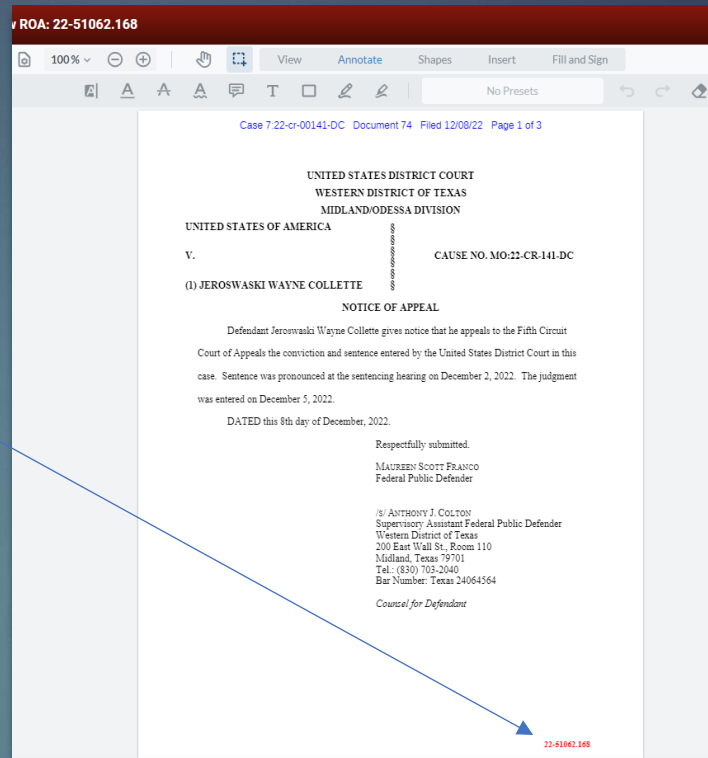 ROA: 22-51062.168
100%
View Annotate Shapes Insert Fill and Sign
A A A T No Presets
Case 7:22-cr-00141-DC Document 74 Filed 12/08/22 Page 1 of 3
UNITED STATES DISTRICT COURT
WESTERN DISTRICT OF TEXAS
MIDLAND/ODESSA DIVISION
UNITED STATES OF AMERICA §
§
§
V. § CAUSE NO. MO:22-CR-141-DC
§
§
(1) JEROSWASKI WAYNE COLLETTE §
NOTICE OF APPEAL
Defendant Jeroswaski Wayne Collette gives notice that he appeals to the Fifth Circuit
Court of Appeals the conviction and sentence entered by the United States District Court in this
case. Sentence was pronounced at the sentencing hearing on December 2, 2022. The judgment
was entered on December 5, 2022.
DATED this 8th day of December, 2022.
Respectfully submitted.
MAUREEN SCOTT FRANCO
Federal Public Defender
/S/ ANTHONY J. COLTON
Supervisory Assistant Federal Public Defender
Western District of Texas
200 East Wall St., Room 110
Midland, Texas 79701
Tel.: (830) 703-2040
Bar Number: Texas 24064564
Counsel for Defendant
22-51062.168